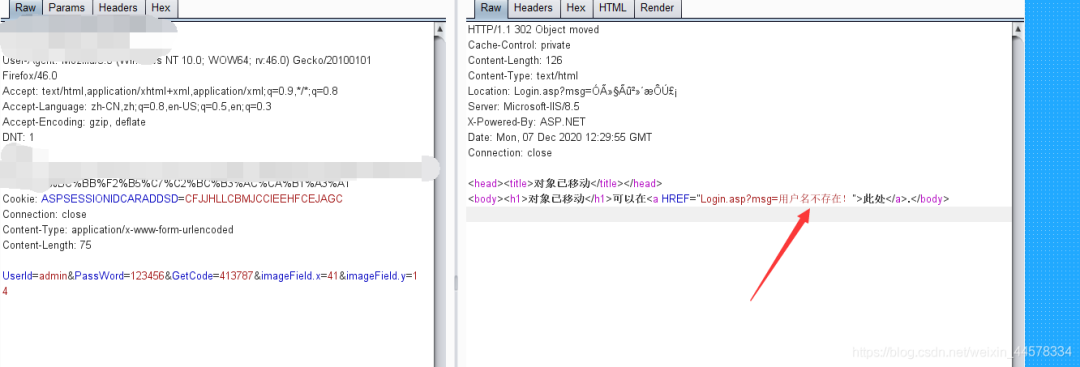 Raw Params Headers Hex
User-Agent: Mozilla/5.0 NT 10.0; WOW64; rv:46.0) Gecko/20100101
Firefox/46.0
Accept: text/html,application/xhtml+xml,application/xml;q=0.9,*/*;q=0.8
Accept-Language: zh-CN,zh;q=0.8,en-US;q=0.5,en;q=0.3
Accept-Encoding: gzip, deflate
DNT: 1
%BB%F2%B5%C7%C2%BC%B3%AC%CA%B1%A3%A1
Cookie: ASPSESSIONIDCARADDSD=CFJJHLLCBMJCCIEEHFCEJAGC
Connection: close
Content-Type: application/x-www-form-urlencoded
Content-Length: 75
UserId=admin&PassWord=123456&GetCode=413787&imageField.x=41&imageField.y=1
4
Raw Headers Hex HTML Render
HTTP/1.1 302 Object moved
Cache-Control: private
Content-Length: 126
Content-Type: text/html
Location: Login.asp?msg=ÓÃ»§Ãû²»´æÔÚ£¡
Server: Microsoft-IIS/8.5
X-Powered-By: ASP.NET
Date: Mon, 07 Dec 2020 12:29:55 GMT
Connection: close
<head><title>对象已移动</title></head>
<body><h1>对象已移动</h1>可以在<a HREF="Login.asp?msg=用户名不存在！">此处</a>.</body>
https://blog.csdn.net/weixin_44578334